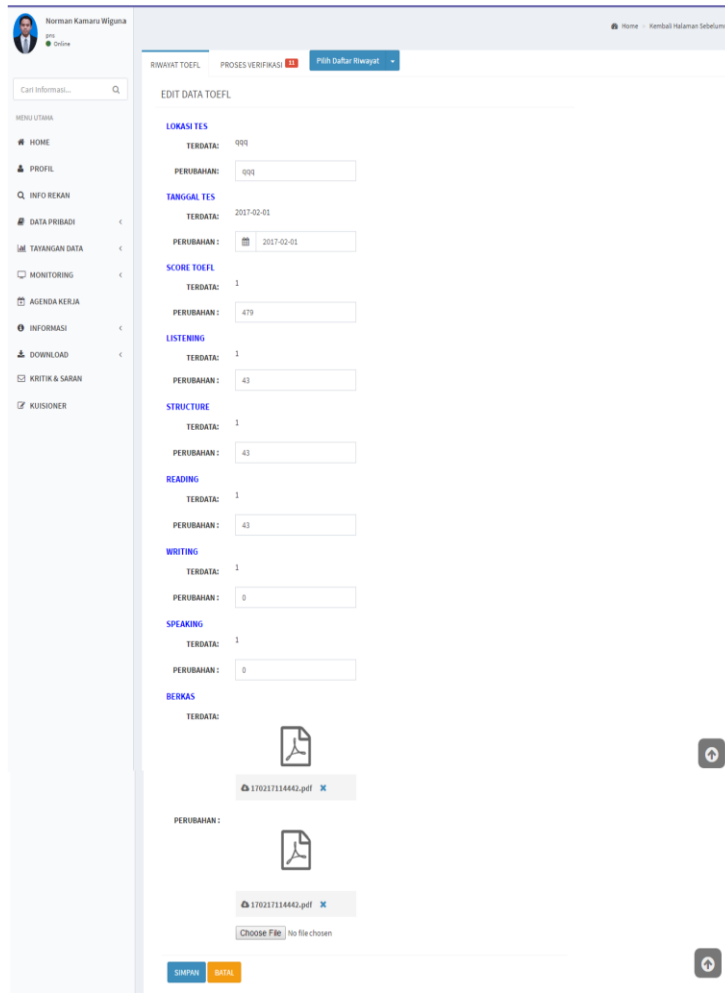 Norman Kamaru Wiguna
pns
Online
Home > Kembali Halaman Sebelum
Cari Informasi...
MENU UTAMA
HOME
PROFIL
INFO REKAN
DATA PRIBADI
TAYANGAN DATA
MONITORING
AGENDA KERJA
INFORMASI
DOWNLOAD
KRITIK & SARAN
KUISIONER
RIWAYAT TOEFL PROSES VERIFIKASI 11 Pilih Daftar Riwayat
EDIT DATA TOEFL
LOKASI TES
TERDATA: qqq
PERUBAHAN: qqq
TANGGAL TES
TERDATA: 2017-02-01
PERUBAHAN : 2017-02-01
SCORE TOEFL
TERDATA: 1
PERUBAHAN : 479
LISTENING
TERDATA: 1
PERUBAHAN : 43
STRUCTURE
TERDATA: 1
PERUBAHAN : 43
READING
TERDATA: 1
PERUBAHAN : 43
WRITING
TERDATA: 1
PERUBAHAN : 0
SPEAKING
TERDATA: 1
PERUBAHAN : 0
BERKAS
TERDATA:
170217114442.pdf
PERUBAHAN :
170217114442.pdf
Choose File No file chosen
SIMPAN BATAL